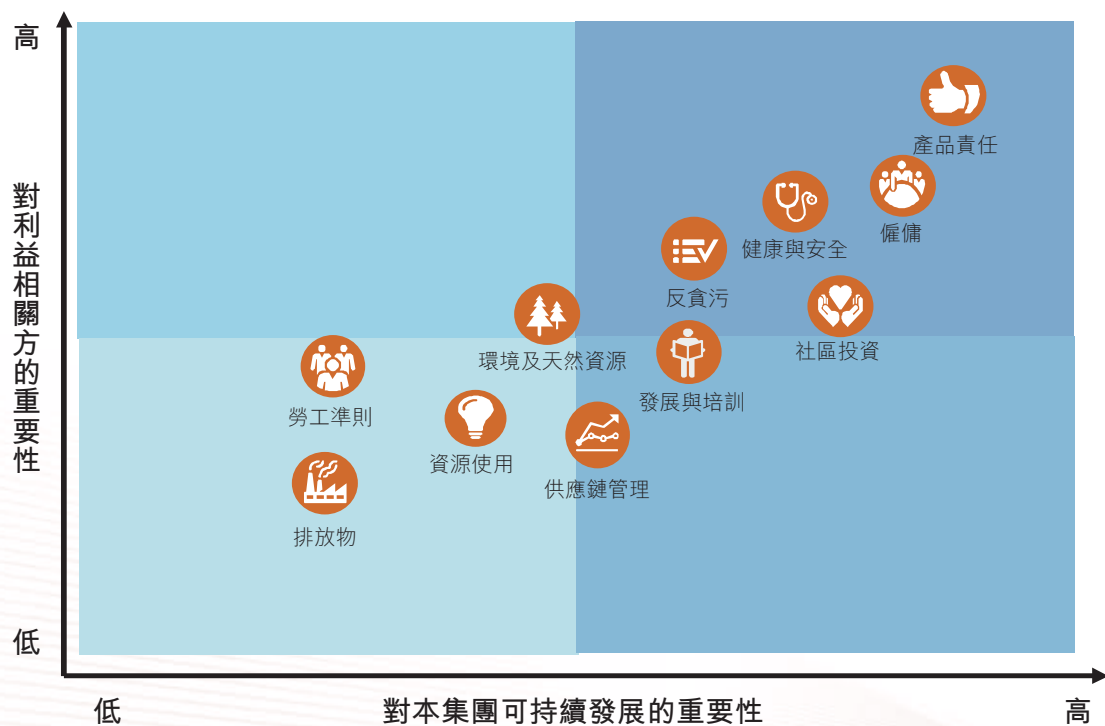 高
產品責任
僱傭
健康與安全
反貪污
社區投資
環境及天然資源
發展與培訓
勞工準則
資源使用
供應鏈管理
排放物
對利益相關方的重要性
低
低
對本集團可持續發展的重要性
高